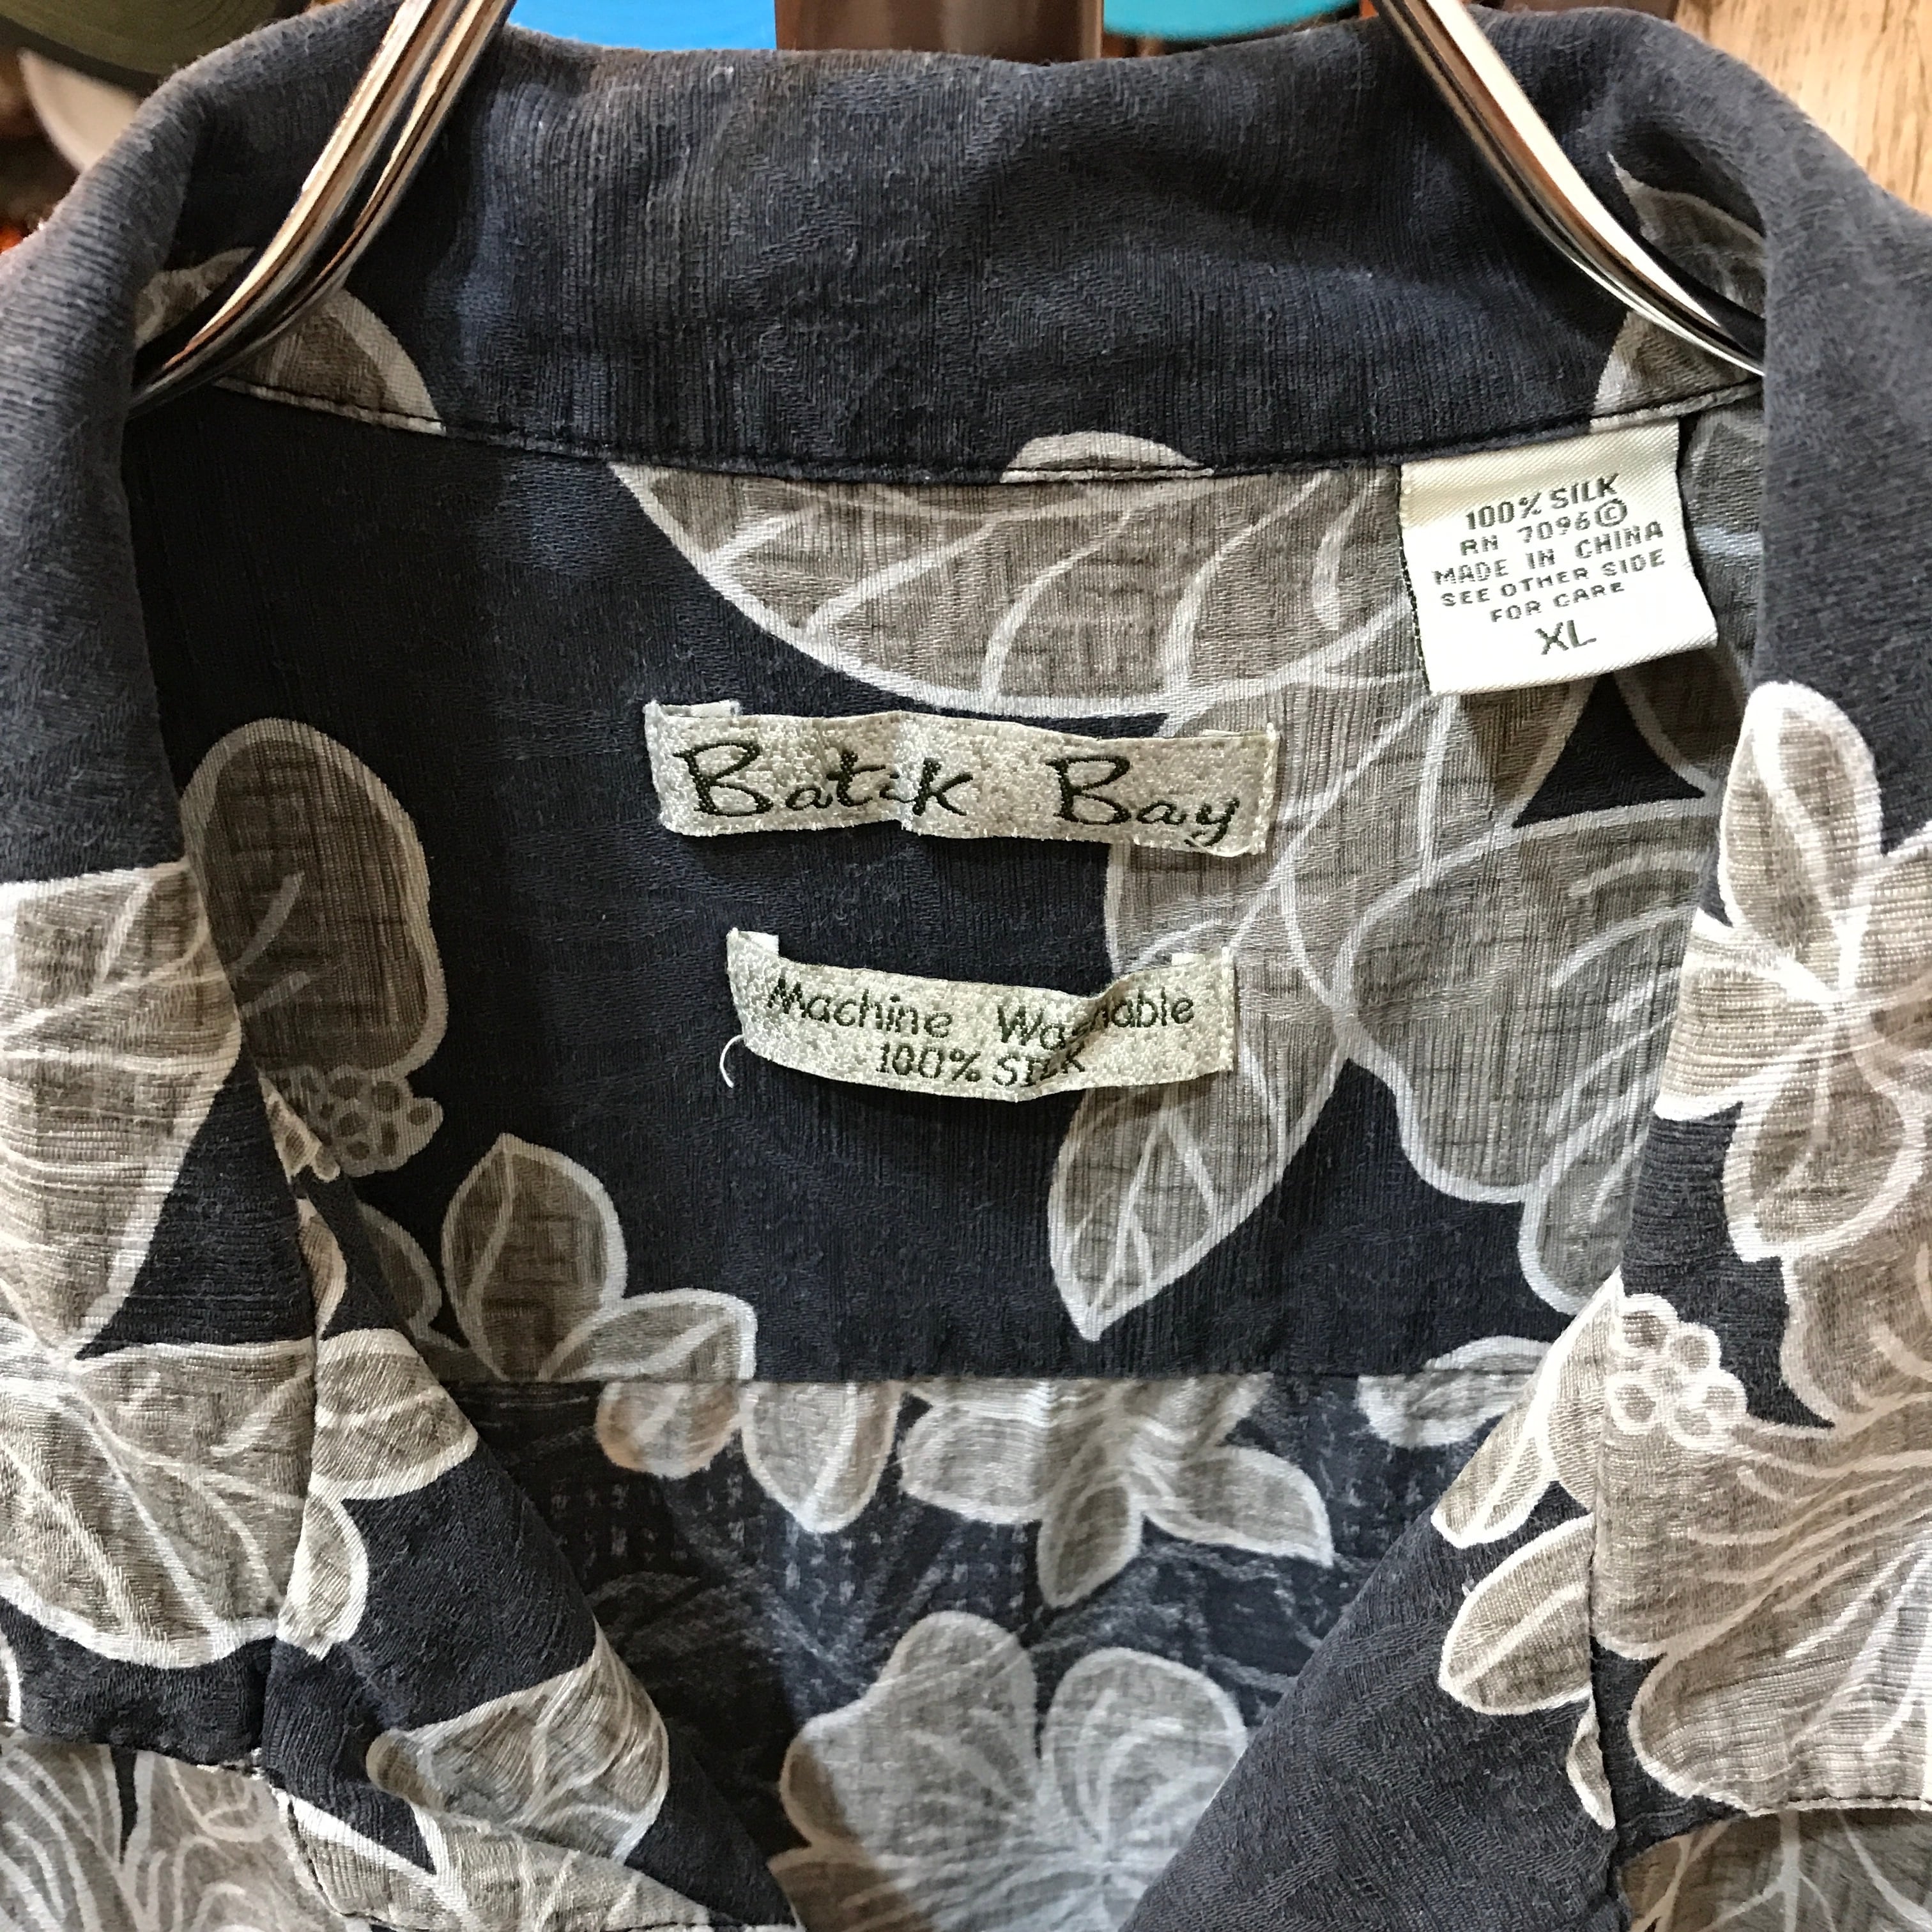 100% SILK
RN 7096©
MADE IN CHINA
SEE OTHER SIDE
FOR CARE
XL
Batik Bay
Machine Washable
100% SILK